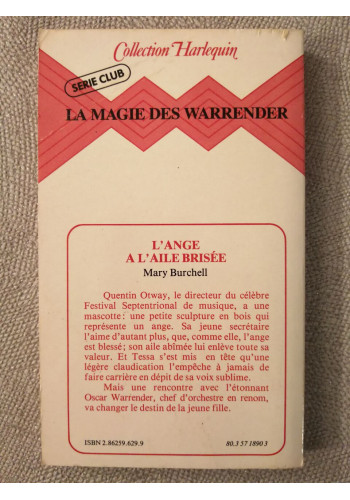 Collection Harlequin
SERIE CLUB
LA MAGIE DES WARRENDER
L'ANGE
A L'AILE BRISÉE
Mary Burchell
Quentin Otway, le directeur du célèbre
Festival Septentrional de musique, a une
mascotte : une petite sculpture en bois qui
représente un ange. Sa jeune secrétaire
l'aime d'autant plus, que, comme elle, l'ange
est blessé ; son aile abîmée lui enlève toute sa
valeur. Et Tessa s'est mis en tête qu'une
légère claudication l'empêche à jamais de
faire carrière en dépit de sa voix sublime.
Mais une rencontre avec l'étonnant
Oscar Warrender, chef d'orchestre en renom,
va changer le destin de la jeune fille.
ISBN 2.86259.629.9
80.3 57 1890 3